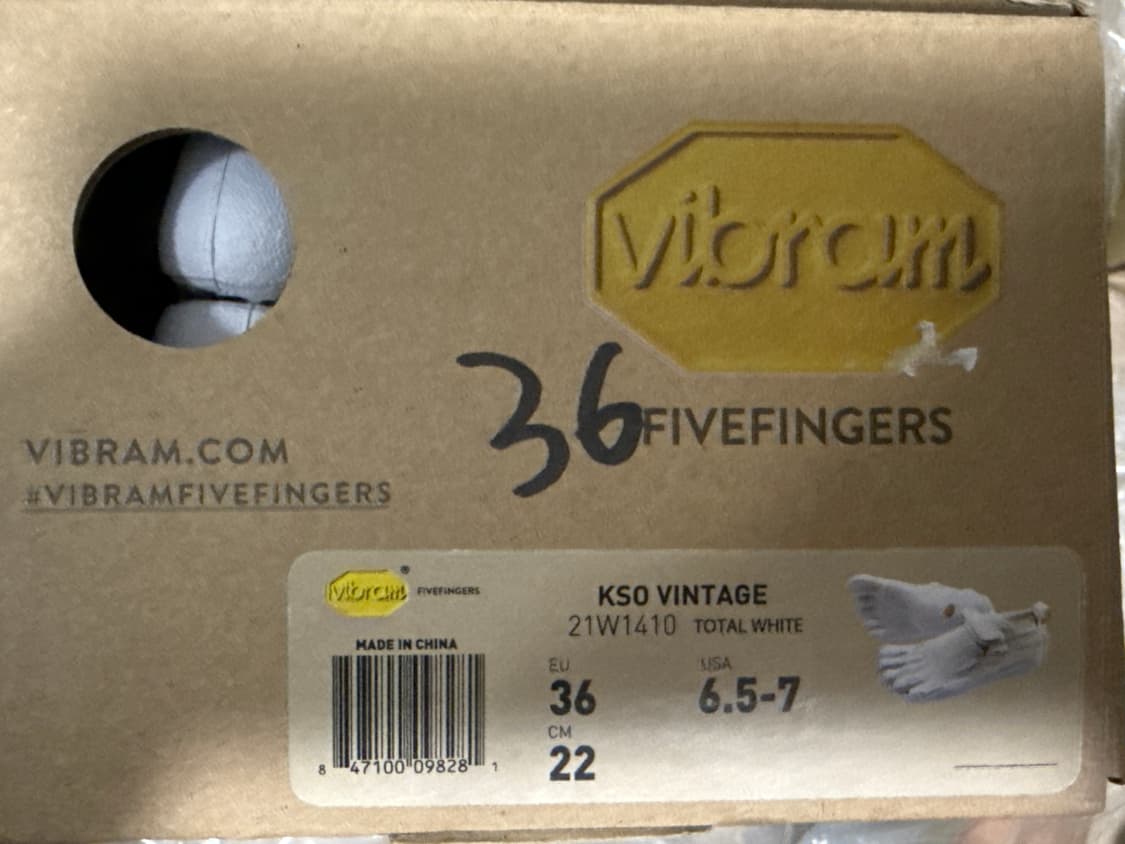 vibram
36
FIVEFINGERS
VIBRAM.COM
#VIBRAMFIVEFINGERS
vibram® FIVEFINGERS
MADE IN CHINA
8 47100 09828 1
KSO VINTAGE
21W1410 TOTAL WHITE
EU
36
CM
22
USA
6.5-7